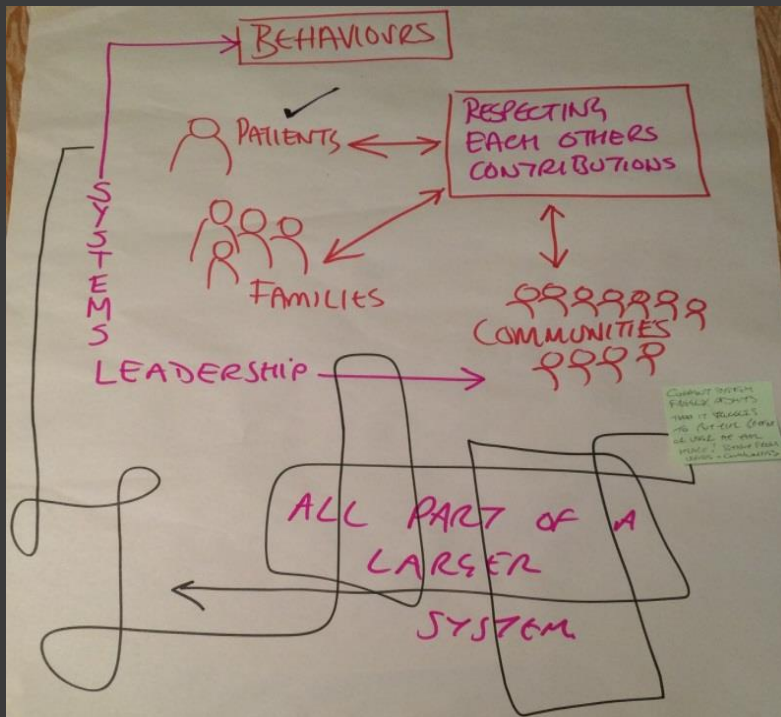 BEHAVIOURS
PATIENTS
RESPECTING
EACH OTHERS
CONTRIBUTIONS
FAMILIES
COMMUNITIES
SYSTEMS
LEADERSHIP
ALL PART OF A
LARGER
SYSTEM